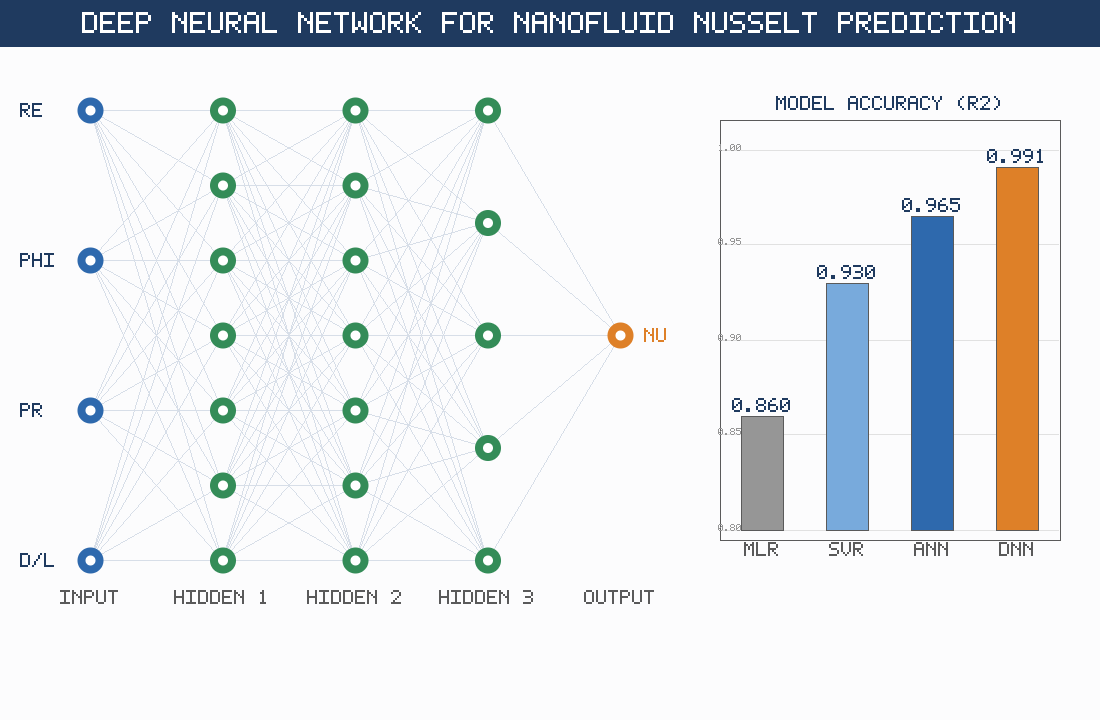 DEEP NEURAL NETWORK FOR NANOFLUID NUSSELT PREDICTION
RE
PHI
PR
D/L
NU
INPUT HIDDEN 1 HIDDEN 2 HIDDEN 3 OUTPUT
MODEL ACCURACY (R2)
1.00
0.95
0.90
0.85
0.80
0.860
0.930
0.965
0.991
MLR SVR ANN DNN